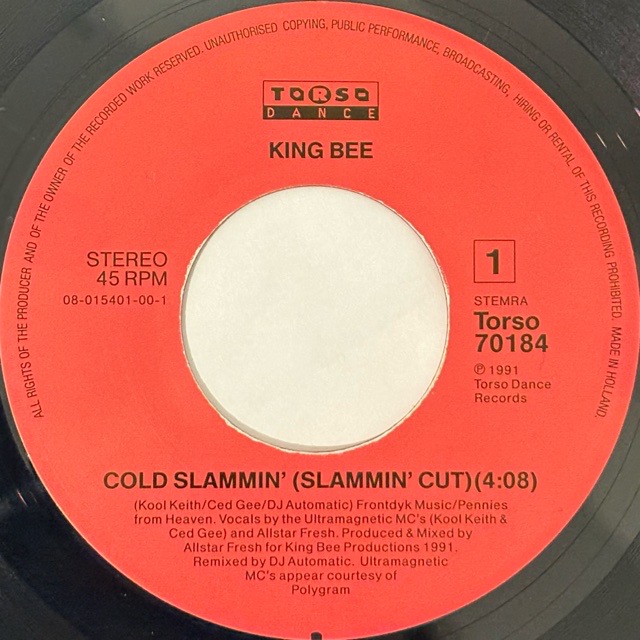 ALL RIGHTS OF THE PRODUCER AND OF THE OWNER OF THE RECORDED WORK RESERVED. UNAUTHORISED COPYING, PUBLIC PERFORMANCE, BROADCASTING, HIRING OR RENTAL OF THIS RECORDING PROHIBITED. MADE IN HOLLAND.
TORSO
DANCE
KING BEE
STEREO
45 RPM
08-015401-00-1
1
STEMRA
Torso
70184
℗ 1991
Torso Dance
Records
COLD SLAMMIN' (SLAMMIN' CUT)(4:08)
(Kool Keith/Ced Gee/DJ Automatic) Frontdyk Music/Pennies
from Heaven. Vocals by the Ultramagnetic MC's (Kool Keith &
Ced Gee) and Allstar Fresh. Produced & Mixed by
Allstar Fresh for King Bee Productions 1991.
Remixed by DJ Automatic. Ultramagnetic
MC's appear courtesy of
Polygram